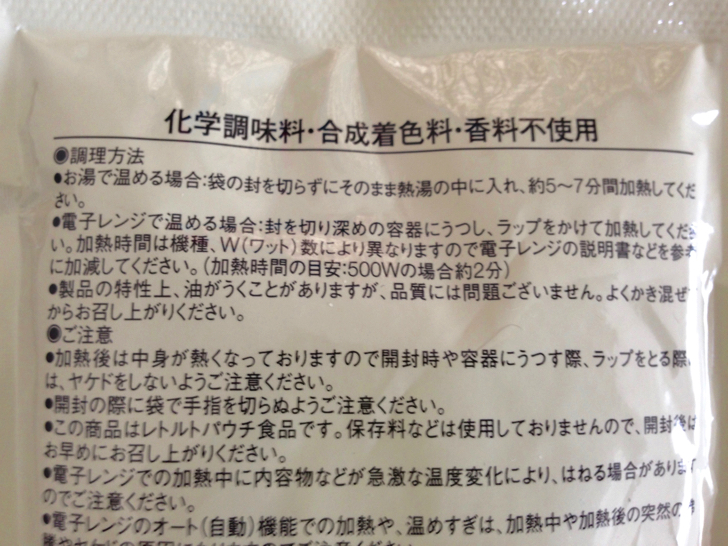 化学調味料・合成着色料・香料不使用
◉調理方法
●お湯で温める場合:袋の封を切らずにそのまま熱湯の中に入れ、約5〜7分間加熱してくだ
さい。
●電子レンジで温める場合:封を切り深めの容器にうつし、ラップをかけて加熱してくださ
い。加熱時間は機種、W(ワット)数により異なりますので電子レンジの説明書などを参考
に加減してください。(加熱時間の目安:500Wの場合約2分)
●製品の特性上、油がうくことがありますが、品質には問題ございません。よくかき混ぜて
からお召し上がりください。
◉ご注意
●加熱後は中身が熱くなっておりますので開封時や容器にうつす際、ラップをとる際に
は、ヤケドをしないようご注意ください。
●開封の際に袋で手指を切らぬようご注意ください。
●この商品はレトルトパウチ食品です。保存料などは使用しておりませんので、開封後は
お早めにお召し上がりください。
●電子レンジでの加熱中に内容物などが急激な温度変化により、はねる場合があります
のでご注意ください。
●電子レンジのオート(自動)機能での加熱や、温めすぎは、加熱中や加熱後の突然の